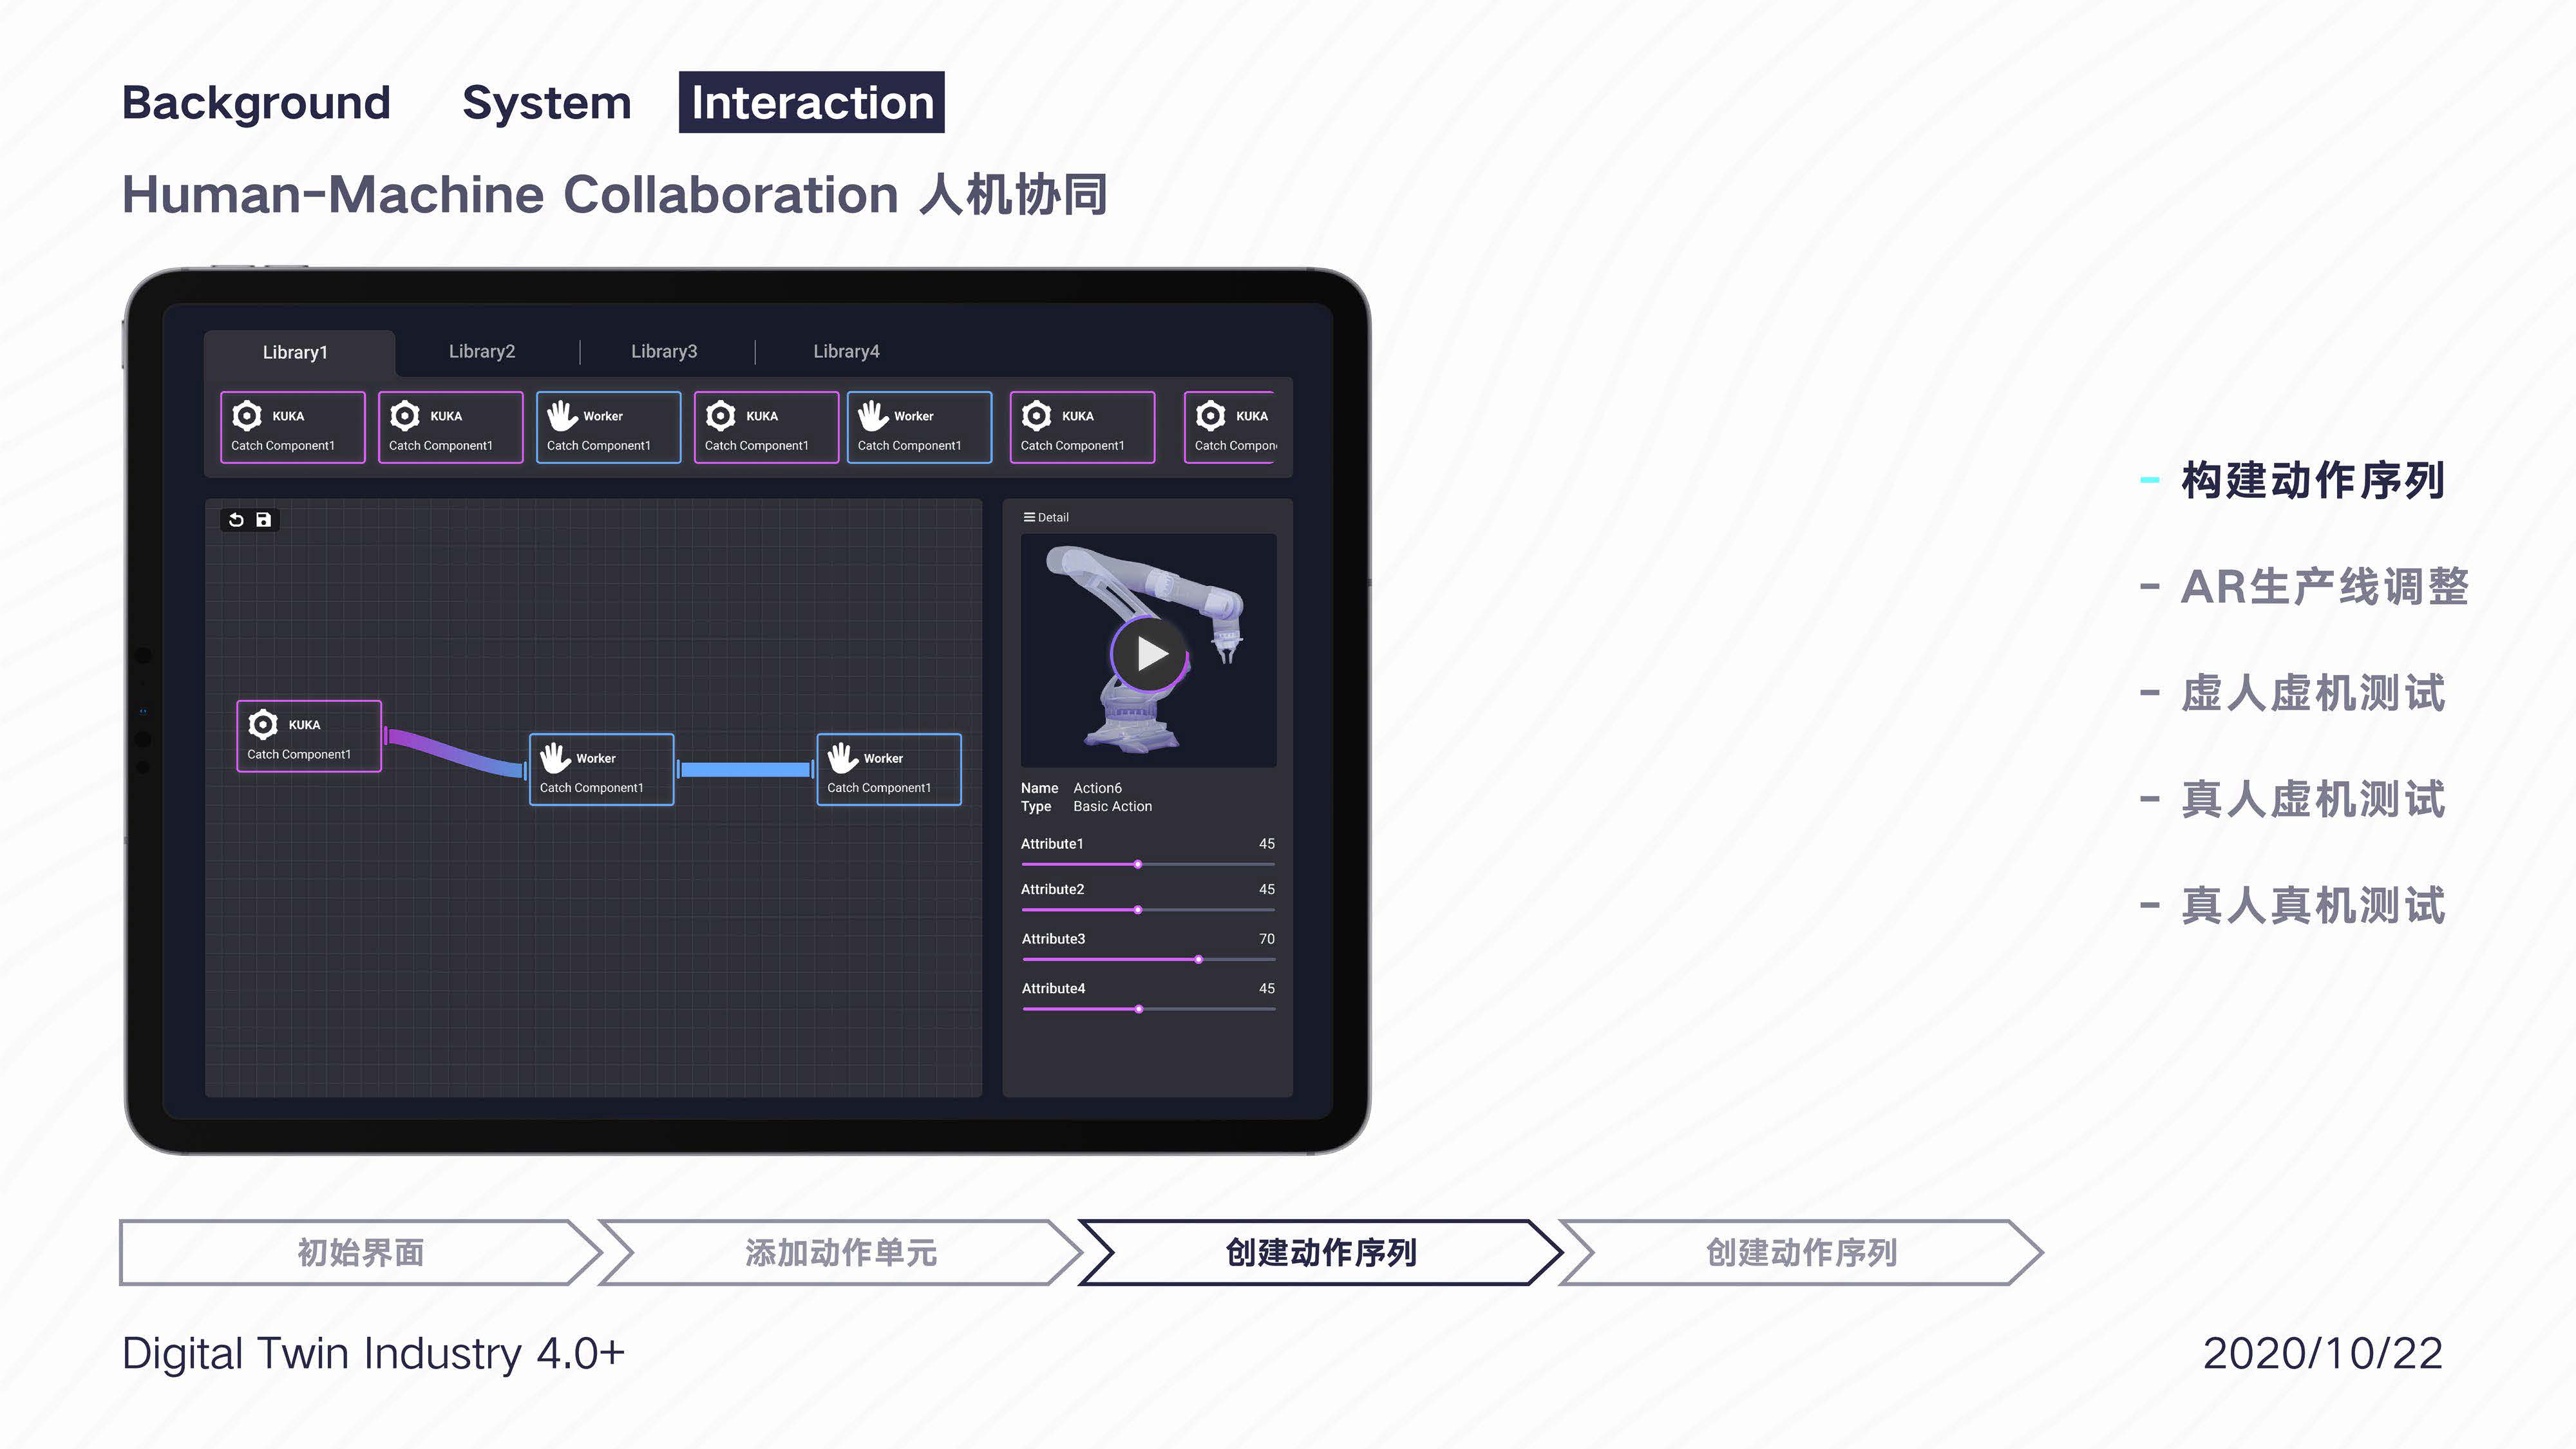 Background System Interaction
Human-Machine Collaboration 人机协同
Library1 Library2 Library3 Library4
KUKA
Catch Component1
KUKA
Catch Component1
Worker
Catch Component1
KUKA
Catch Component1
Worker
Catch Component1
KUKA
Catch Component1
KUKA
Catch Compon
KUKA
Catch Component1
Worker
Catch Component1
Worker
Catch Component1
Detail
Name Action6
Type Basic Action
Attribute1 45
Attribute2 45
Attribute3 70
Attribute4 45
- 构建动作序列
- AR生产线调整
- 虚人虚机测试
- 真人虚机测试
- 真人真机测试
初始界面
添加动作单元
创建动作序列
创建动作序列
Digital Twin Industry 4.0+
2020/10/22